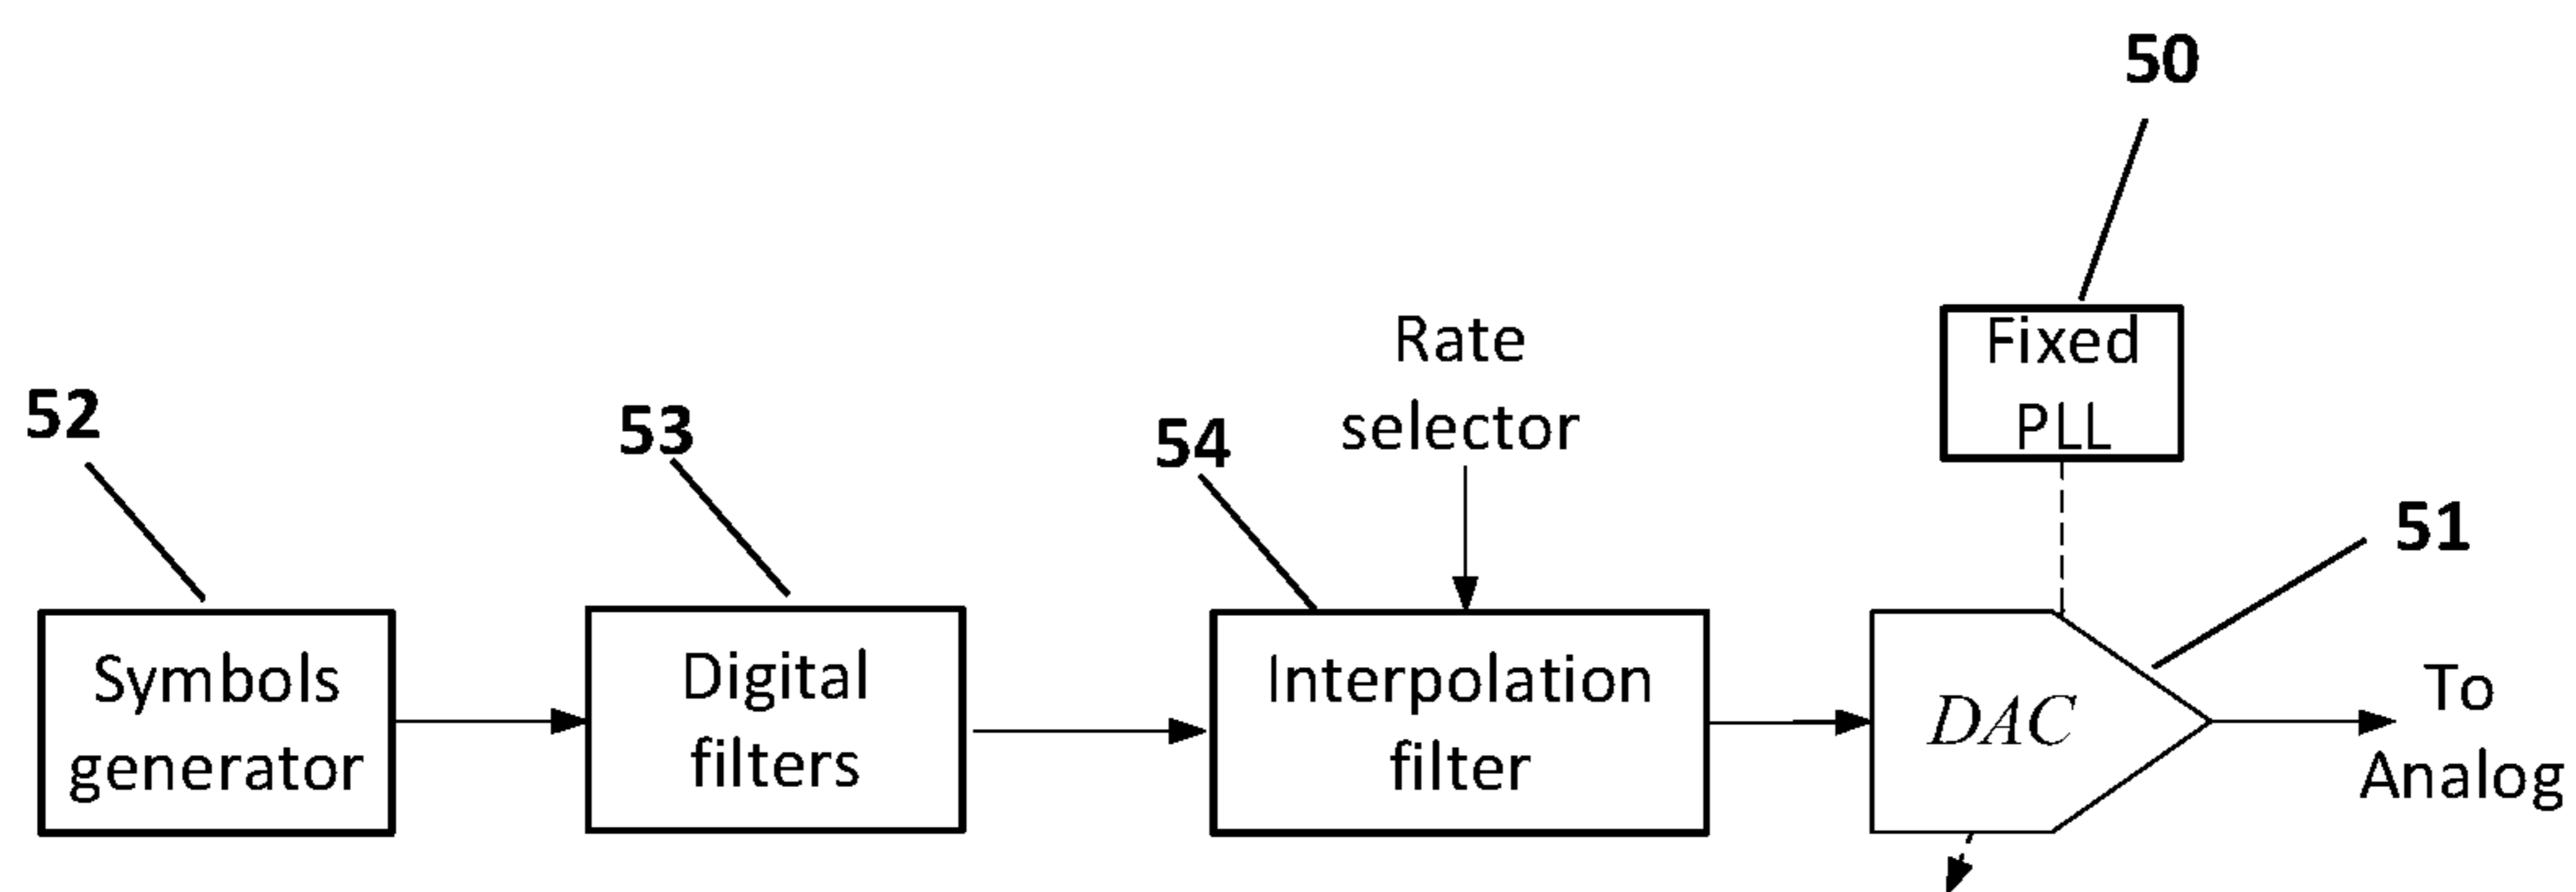 50
Rate
selector
Fixed
PLL
52
53
54
51
Symbols
generator
Digital
filters
Interpolation
filter
DAC
To
Analog